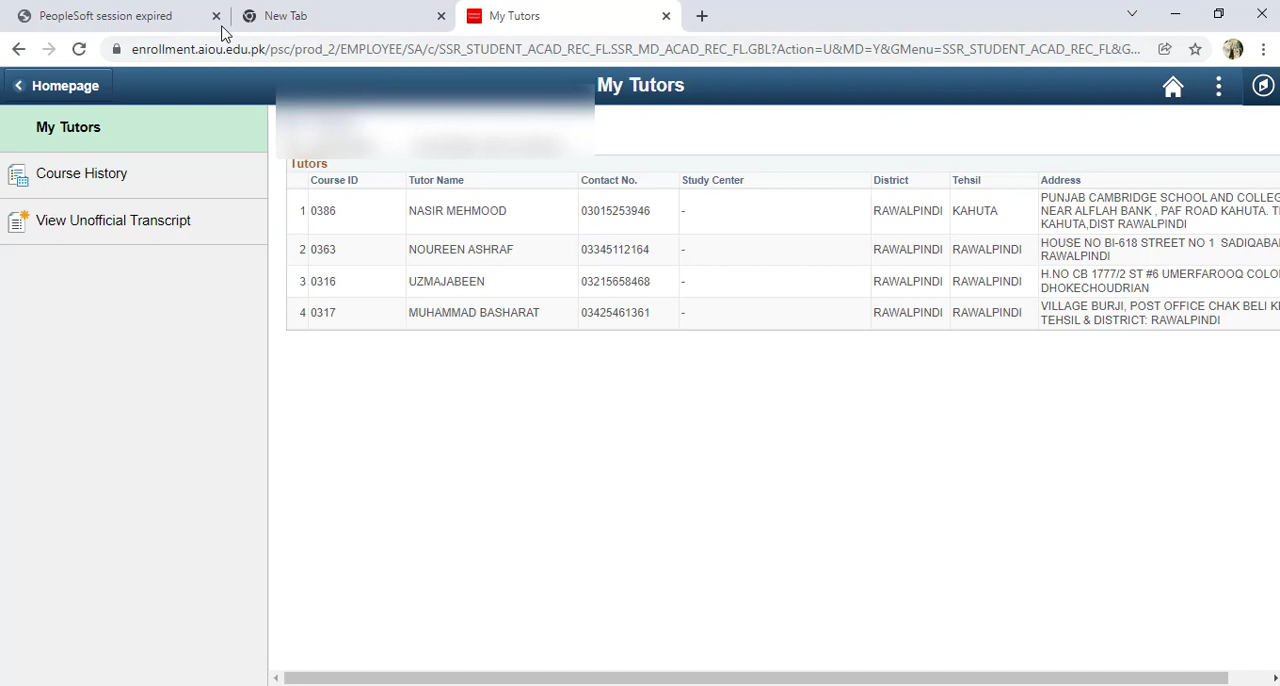 PeopleSoft session expired
New Tab
My Tutors
enrollment.aiou.edu.pk/psc/prod_2/EMPLOYEE/SA/c/SSR_STUDENT_ACAD_REC_FL.SSR_MD_ACAD_REC_FL.GBL?Action=U&MD=Y&GMenu=SSR_STUDENT_ACAD_REC_FL&G...
Homepage
My Tutors
My Tutors
Course History
View Unofficial Transcript
Tutors
Course ID Tutor Name Contact No. Study Center District Tehsil Address
1 0386 NASIR MEHMOOD 03015253946 - RAWALPINDI KAHUTA PUNJAB CAMBRIDGE SCHOOL AND COLLEG
NEAR ALFLAH BANK , PAF ROAD KAHUTA. T
KAHUTA,DIST RAWALPINDI
2 0363 NOUREEN ASHRAF 03345112164 - RAWALPINDI RAWALPINDI HOUSE NO BI-618 STREET NO 1 SADIQABA
RAWALPINDI
3 0316 UZMAJABEEN 03215658468 - RAWALPINDI RAWALPINDI H.NO CB 1777/2 ST #6 UMERFAROOQ COLO
DHOKECHOUDRIAN
4 0317 MUHAMMAD BASHARAT 03425461361 - RAWALPINDI RAWALPINDI VILLAGE BURJI, POST OFFICE CHAK BELI K
TEHSIL & DISTRICT: RAWALPINDI